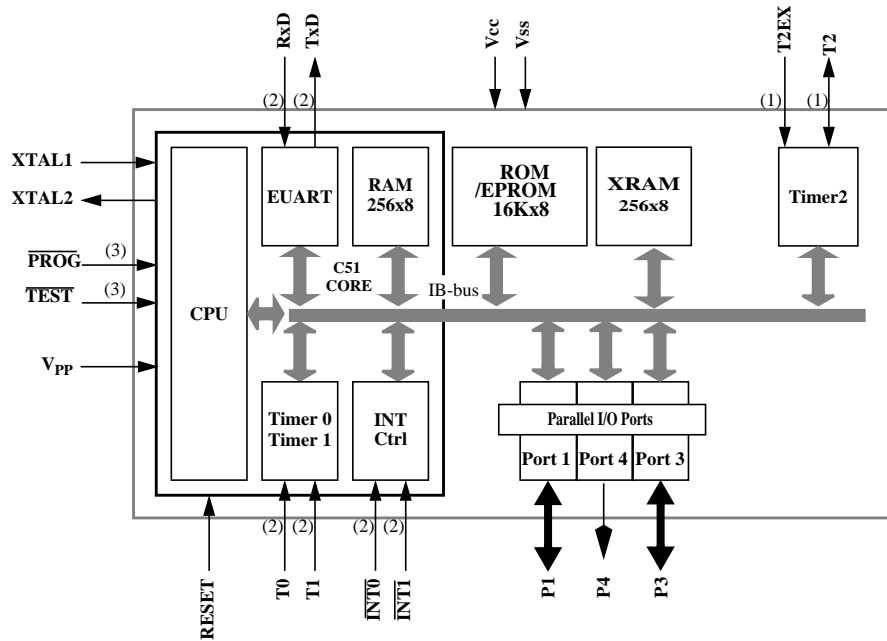 RxD
TxD
Vcc
Vss
T2EX
T2
(2) (2)
(1) (1)
XTAL1
XTAL2
PROG (3)
TEST (3)
VPP
CPU
EUART
RAM
256x8
ROM
/EPROM
16Kx8
XRAM
256x8
Timer2
C51
CORE
IB-bus
Timer 0
Timer 1
INT
Ctrl
Parallel I/O Ports
Port 1
Port 4
Port 3
(2) (2) (2) (2)
RESET
T0
T1
INT0
INT1
P1
P4
P3